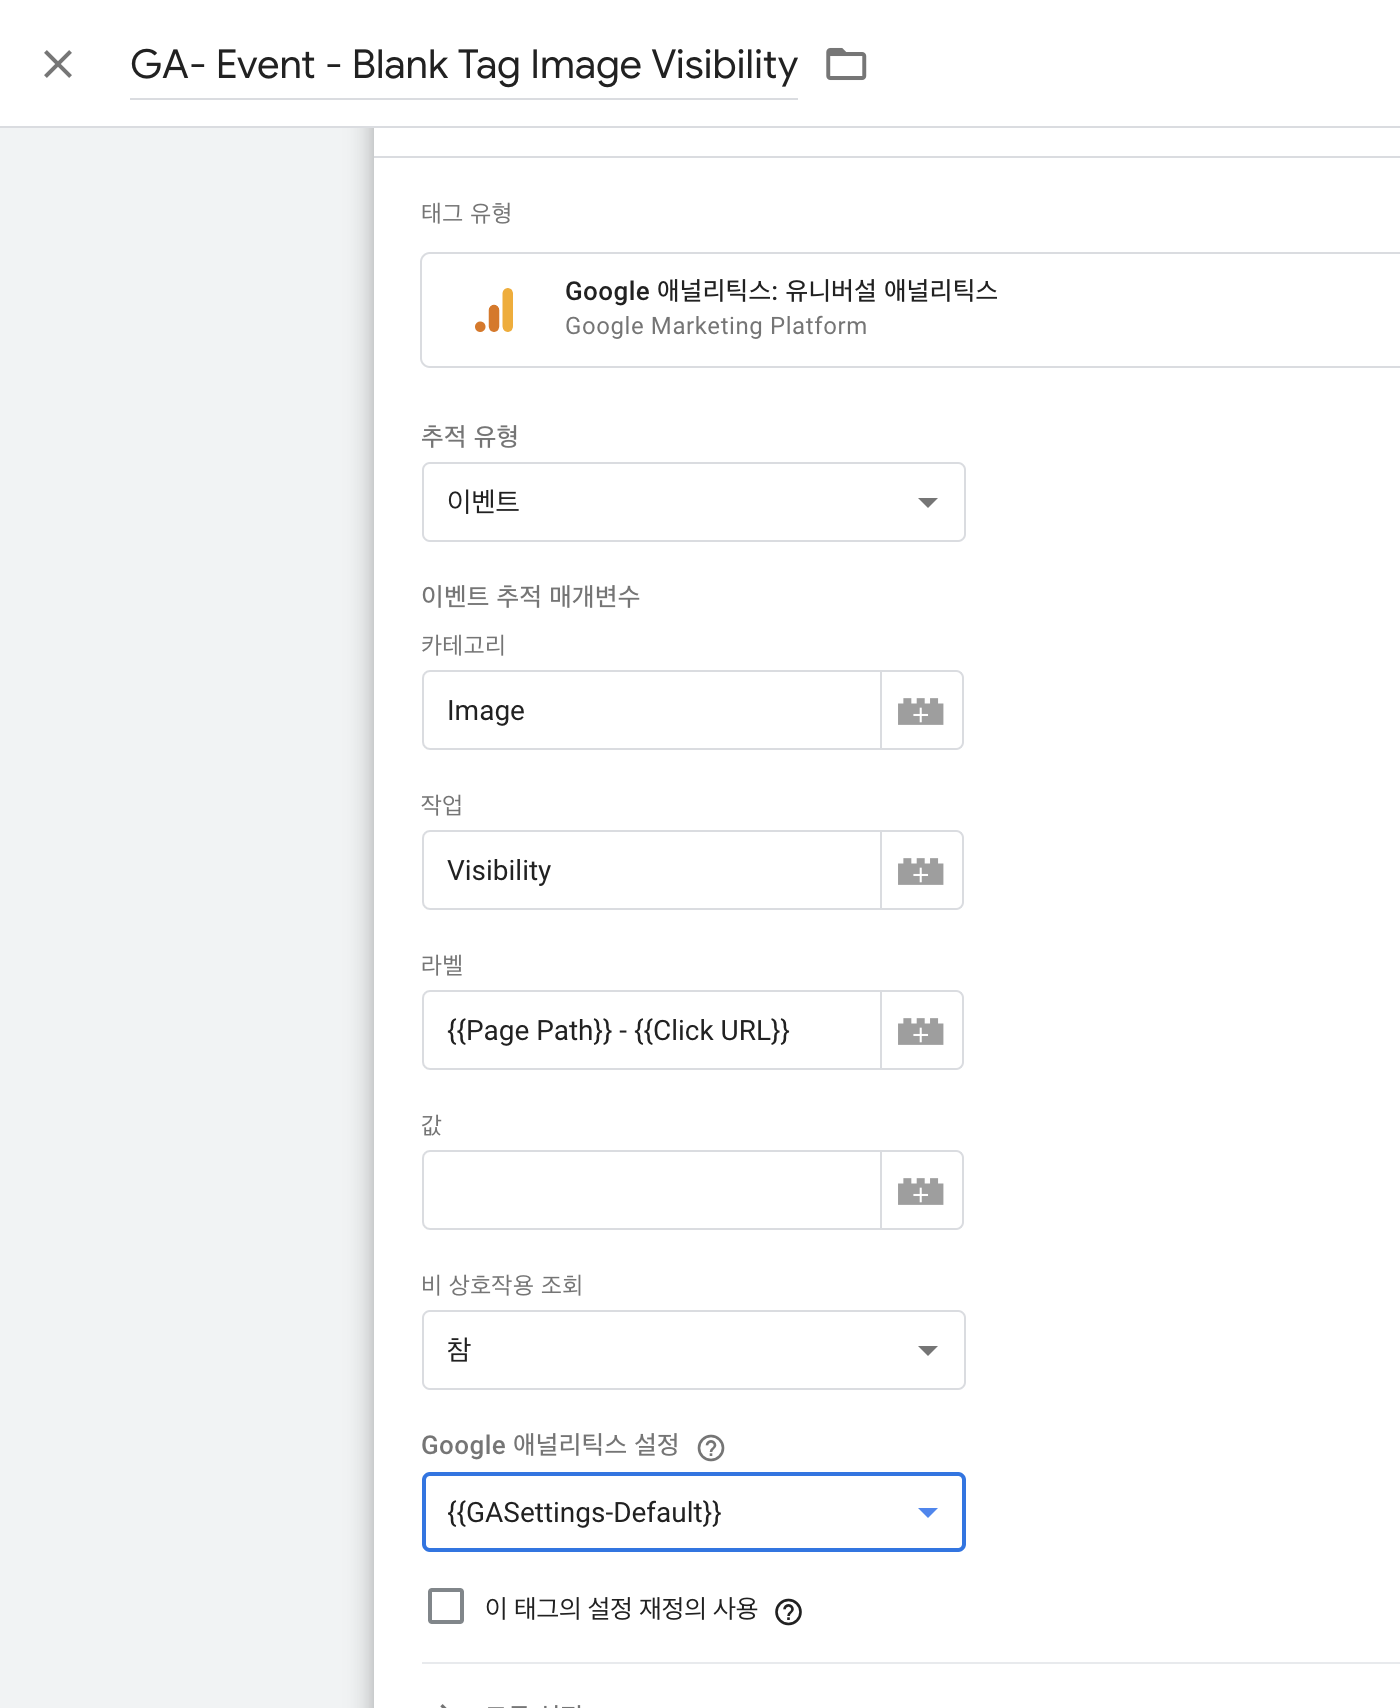 GA- Event - Blank Tag Image Visibility
태그 유형
Google 애널리틱스: 유니버설 애널리틱스
Google Marketing Platform
추적 유형
이벤트
이벤트 추적 매개변수
카테고리
Image
작업
Visibility
라벨
{{Page Path}} - {{Click URL}}
값
비 상호작용 조회
참
Google 애널리틱스 설정
{{GASettings-Default}}
이 태그의 설정 재정의 사용